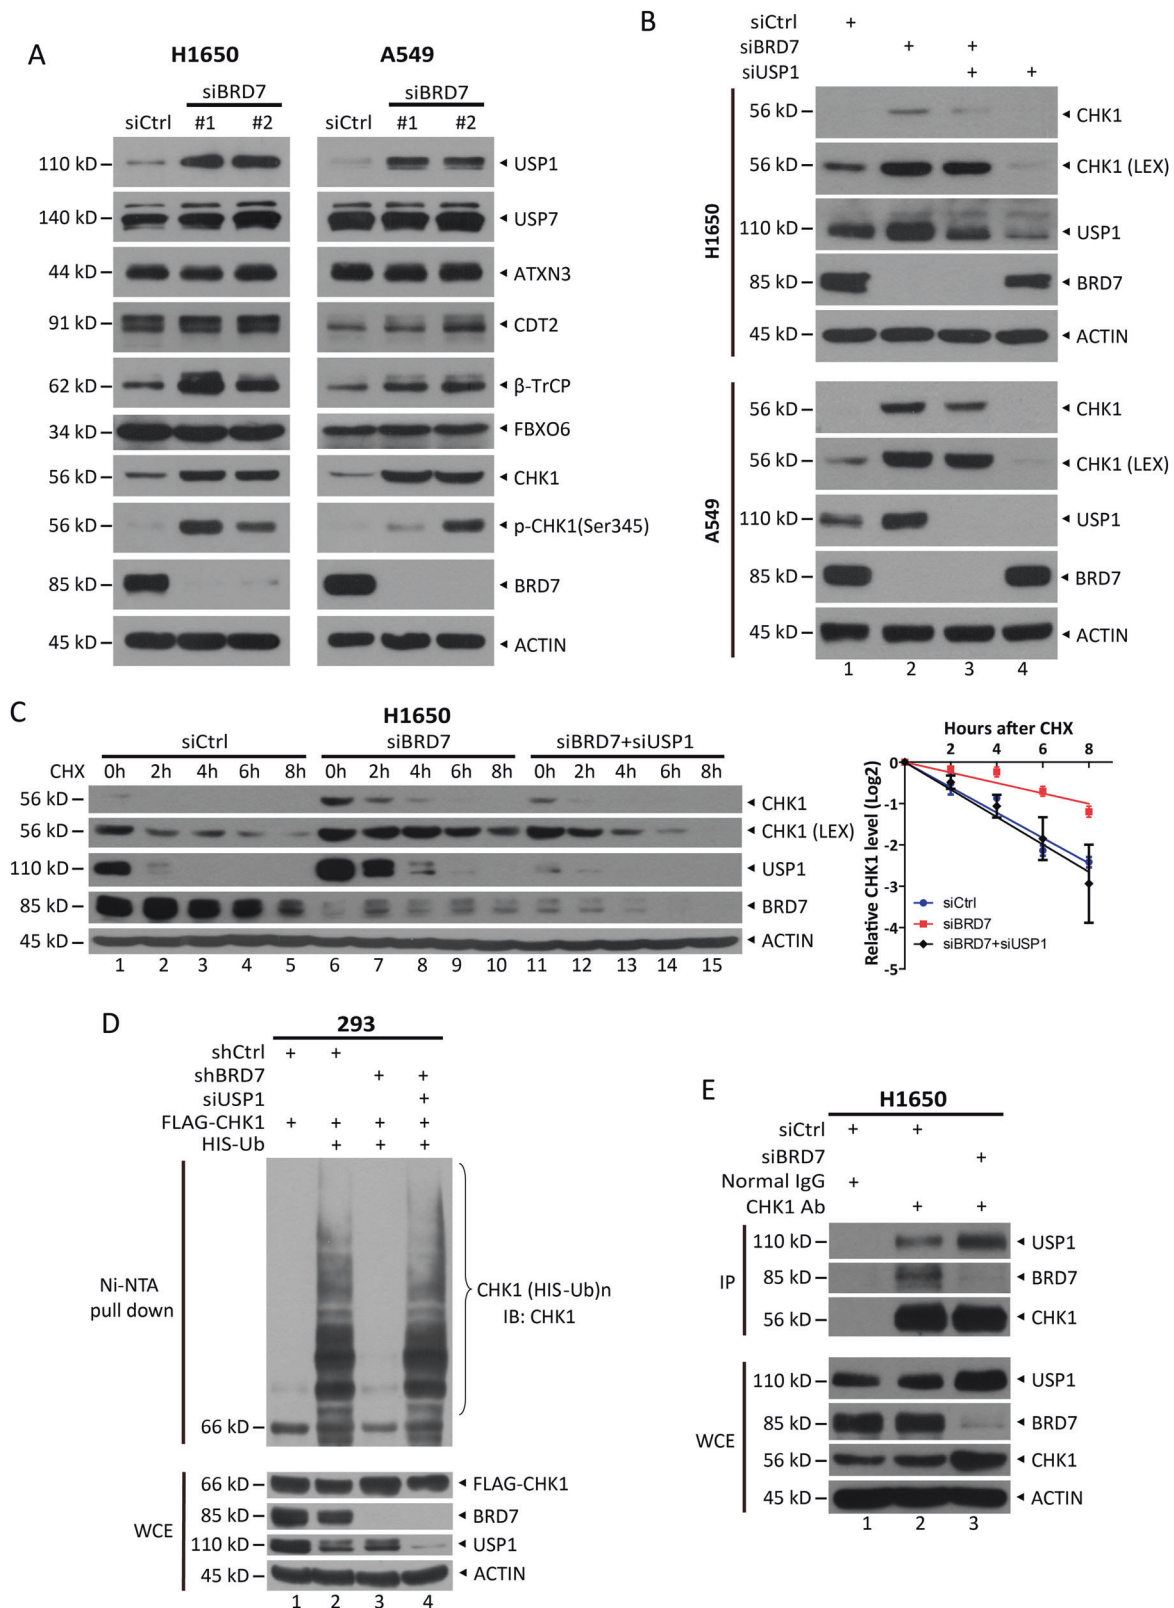 A
H1650 A549
siBRD7 siBRD7
siCtrl #1 #2 siCtrl #1 #2
110 kD USP1
140 kD USP7
44 kD ATXN3
91 kD CDT2
62 kD β-TrCP
34 kD FBXO6
56 kD CHK1
56 kD p-CHK1(Ser345)
85 kD BRD7
45 kD ACTIN
B
siCtrl +
siBRD7 + +
siUSP1 + +
H1650
56 kD CHK1
56 kD CHK1 (LEX)
110 kD USP1
85 kD BRD7
45 kD ACTIN
A549
56 kD CHK1
56 kD CHK1 (LEX)
110 kD USP1
85 kD BRD7
45 kD ACTIN
1 2 3 4
C
H1650
siCtrl siBRD7 siBRD7+siUSP1
CHX 0h 2h 4h 6h 8h 0h 2h 4h 6h 8h 0h 2h 4h 6h 8h
56 kD CHK1
56 kD CHK1 (LEX)
110 kD USP1
85 kD BRD7
45 kD ACTIN
1 2 3 4 5 6 7 8 9 10 11 12 13 14 15
Hours after CHX
2 4 6 8
Relative CHK1 level (Log2)
0
-1
-2
-3
-4
-5
siCtrl
siBRD7
siBRD7+siUSP1
D
293
shCtrl + +
shBRD7 + +
siUSP1 +
FLAG-CHK1 + + + +
HIS-Ub + + +
Ni-NTA
pull down
CHK1 (HIS-Ub)n
IB: CHK1
66 kD
WCE
66 kD FLAG-CHK1
85 kD BRD7
110 kD USP1
45 kD ACTIN
1 2 3 4
E
H1650
siCtrl + +
siBRD7 +
Normal IgG +
CHK1 Ab + +
IP
110 kD USP1
85 kD BRD7
56 kD CHK1
WCE
110 kD USP1
85 kD BRD7
56 kD CHK1
45 kD ACTIN
1 2 3